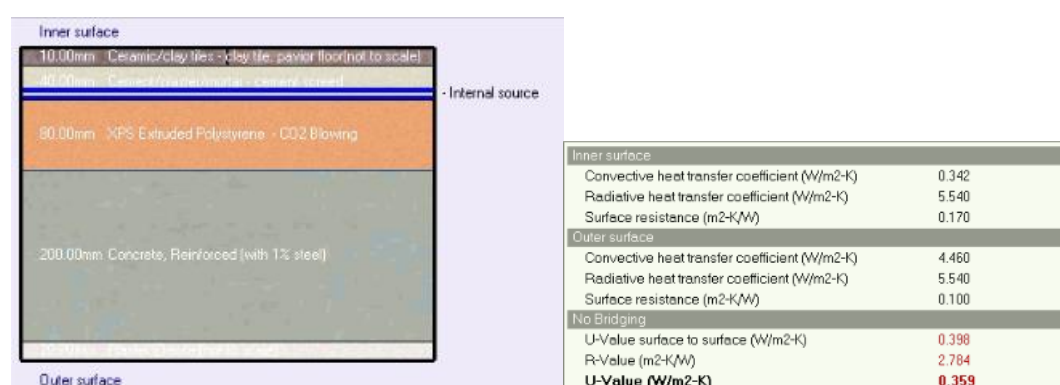 Inner surface
10.00mm Ceramic/clay tiles - clay tile, pavior floor(not to scale)
40.00mm Cement/plaster/mortar - cement screed
- Internal source
80.00mm XPS Extruded Polystyrene - CO2 Blowing
200.00mm Concrete, Reinforced (with 1% steel)
Outer surface
Inner surface
Convective heat transfer coefficient (W/m2-K) 0.342
Radiative heat transfer coefficient (W/m2-K) 5.540
Surface resistance (m2-K/W) 0.170
Outer surface
Convective heat transfer coefficient (W/m2-K) 4.460
Radiative heat transfer coefficient (W/m2-K) 5.540
Surface resistance (m2-K/W) 0.100
No Bridging
U-Value surface to surface (W/m2-K) 0.398
R-Value (m2-K/W) 2.784
U-Value (W/m2-K) 0.359